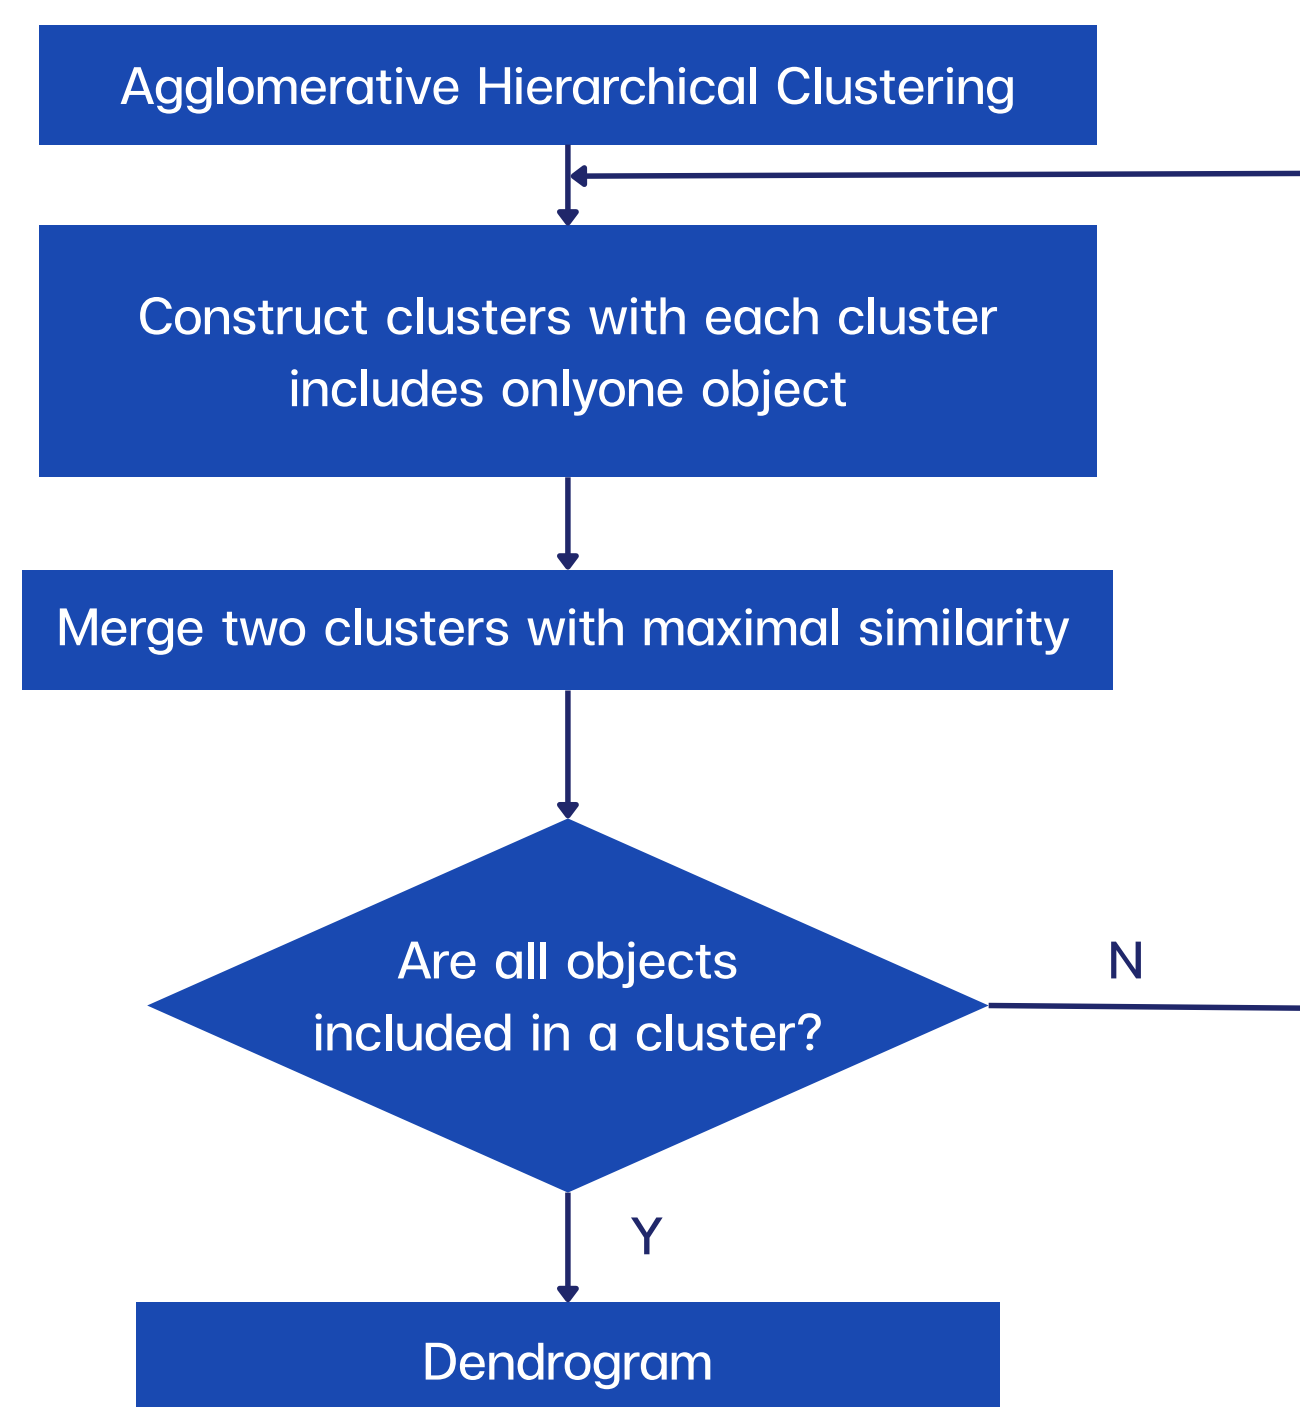 Agglomerative Hierarchical Clustering
Construct clusters with each cluster
includes onlyone object
Merge two clusters with maximal similarity
Are all objects
included in a cluster?
N
Y
Dendrogram